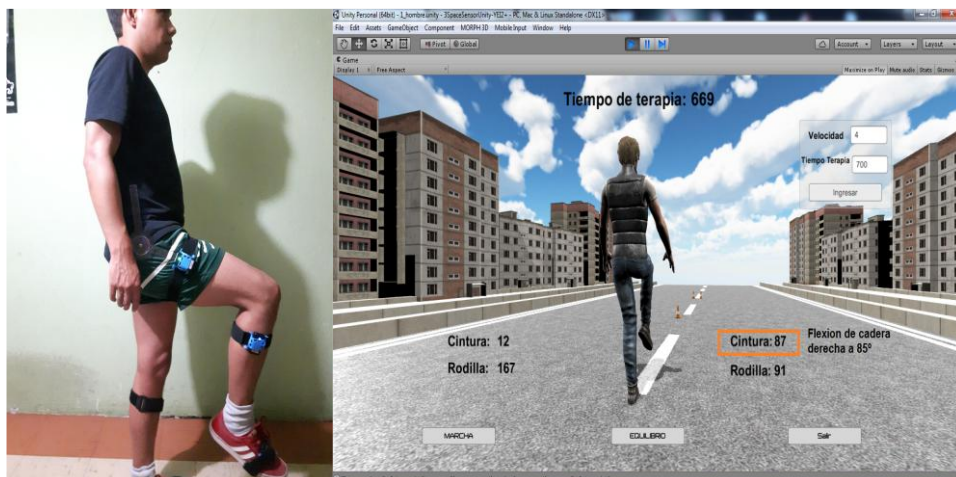 Unity Personal (64bit) - 1_hombre.unity - 3SpaceSensorUnity-YEI2+ - PC, Mac & Linux Standalone <DX11>
File Edit Assets GameObject Component MORPH 3D Mobile Input Window Help
Pivot Global Account Layers Layout
Game
Display 1 Free Aspect Maximize on Play Mute audio Stats Gizmos
Tiempo de terapia: 669
Velocidad 4
Tiempo Terapia 700
Ingresar
Cintura: 12
Rodilla: 167
Cintura: 87
Rodilla: 91
Flexion de cadera
derecha a 85º
MARCHA EQUILIBRIO Salir